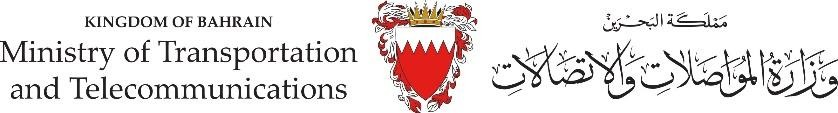 KINGDOM OF BAHRAIN
Ministry of Transportation
and Telecommunications
مملكة البحرين
وزارة المواصلات والاتصالات